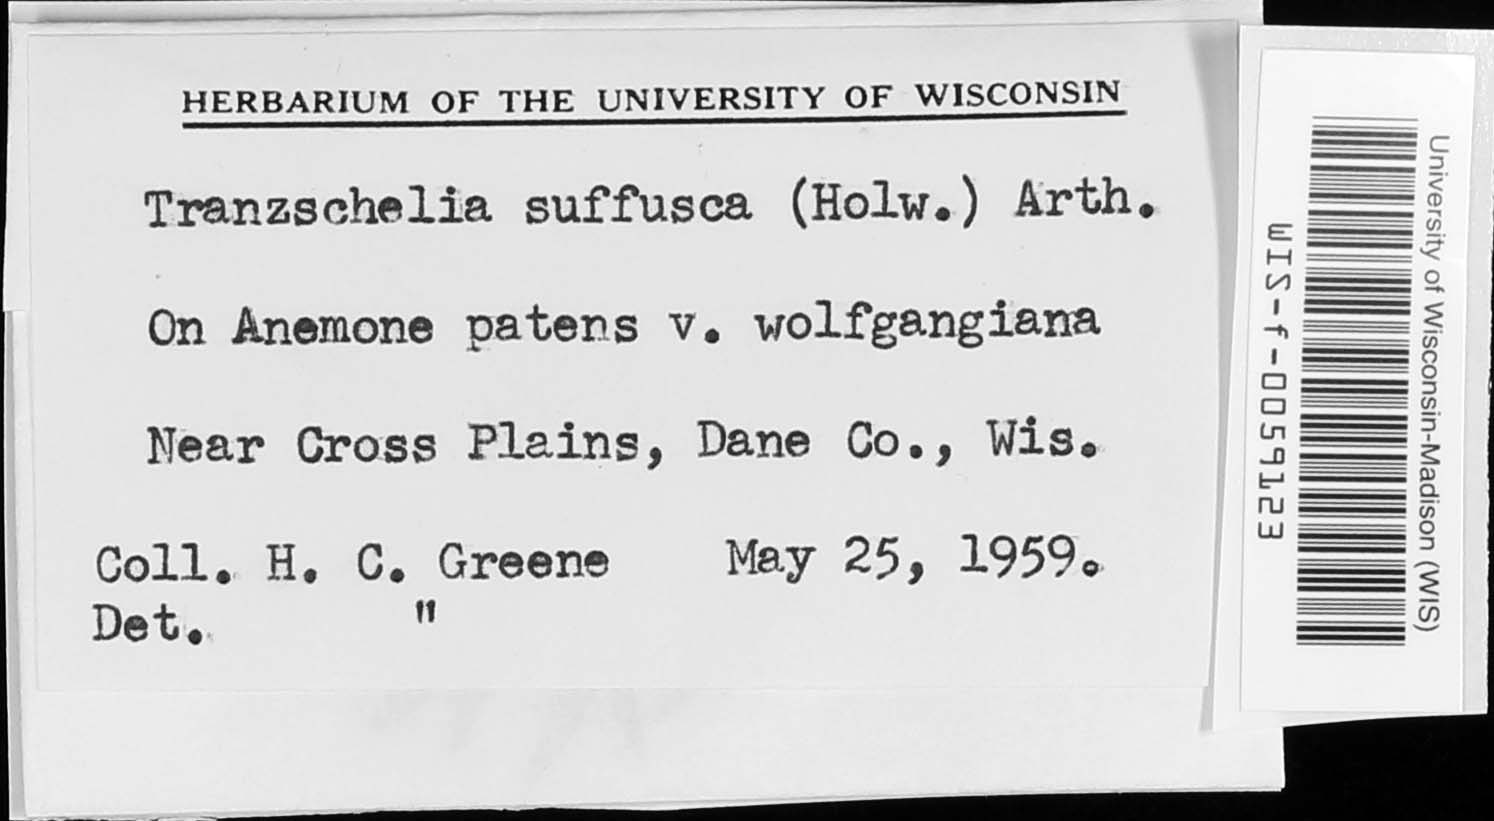 HERBARIUM OF THE UNIVERSITY OF WISCONSIN
Tranzschelia suffusca (Holw.) Arth.
On Anemone patens v. wolfgangiana
Near Cross Plains, Dane Co., Wis.
Coll. H. C. Greene May 25, 1959.
Det. "
University of Wisconsin-Madison (WIS)
WIS-f-0059123